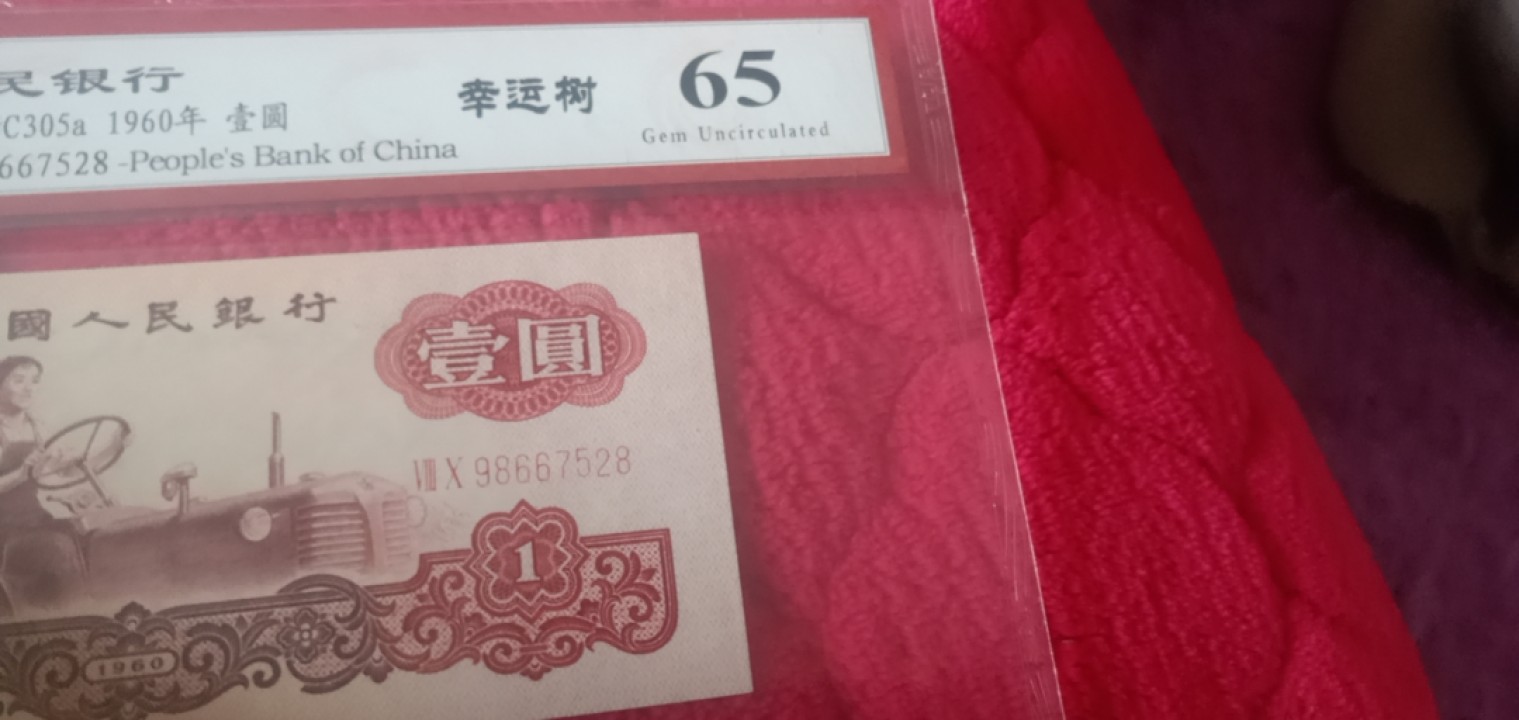 民银行
幸运树
65
C305a 1960年 壹圆
Gem Uncirculated
667528 -People's Bank of China
國人民銀行
壹圓
VIII X 98667528
1
1960